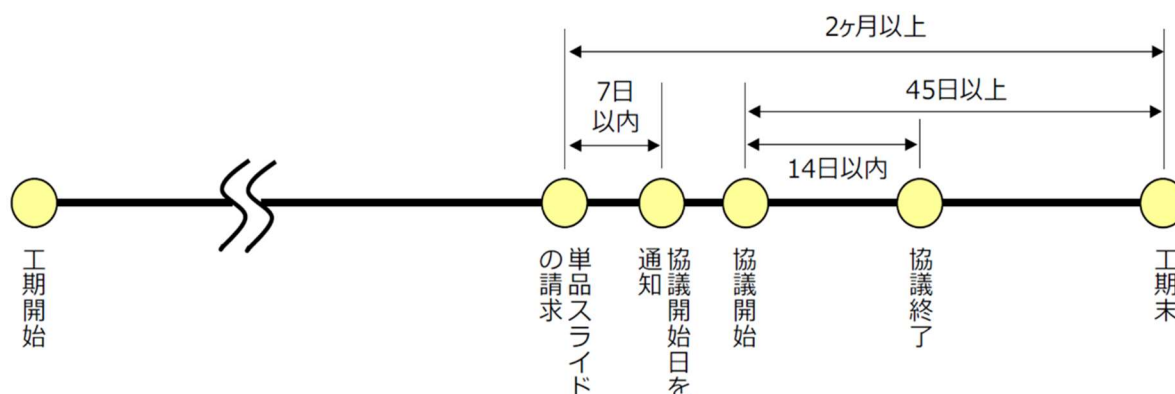 2ヶ月以上
7日
以内
45日以上
14日以内
工期開始
単品スライド
の請求
協議開始日を
通知
協議開始
協議終了
工期末